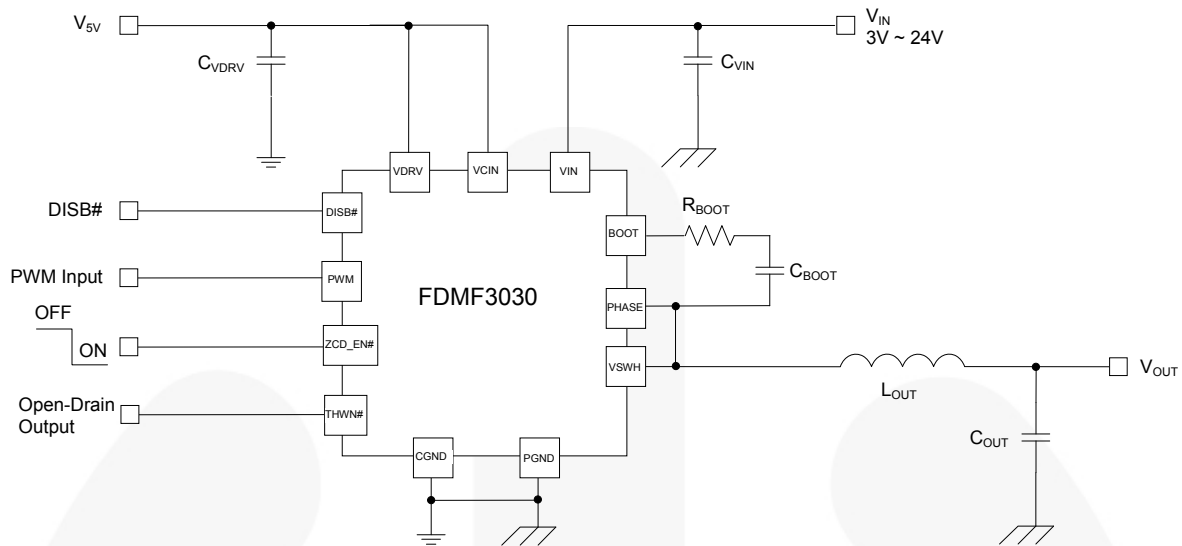 V5V
CVDRV
CVIN
VIN
3V ~ 24V
VDRV
VCIN
VIN
DISB#
DISB#
PWM Input
PWM
OFF
ON
ZCD_EN#
Open-Drain
Output
THWN#
FDMF3030
BOOT
RBOOT
CBOOT
PHASE
VSWH
LOUT
VOUT
COUT
CGND
PGND